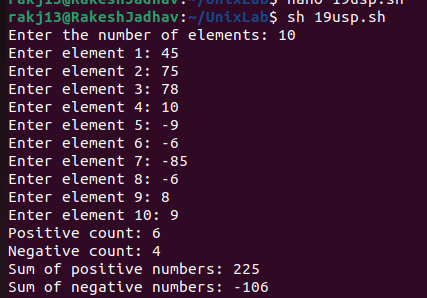 rakj13@RakeshJadhav:~/UnixLab$ nano 19usp.sh
rakj13@RakeshJadhav:~/UnixLab$ sh 19usp.sh
Enter the number of elements: 10
Enter element 1: 45
Enter element 2: 75
Enter element 3: 78
Enter element 4: 10
Enter element 5: -9
Enter element 6: -6
Enter element 7: -85
Enter element 8: -6
Enter element 9: 8
Enter element 10: 9
Positive count: 6
Negative count: 4
Sum of positive numbers: 225
Sum of negative numbers: -106